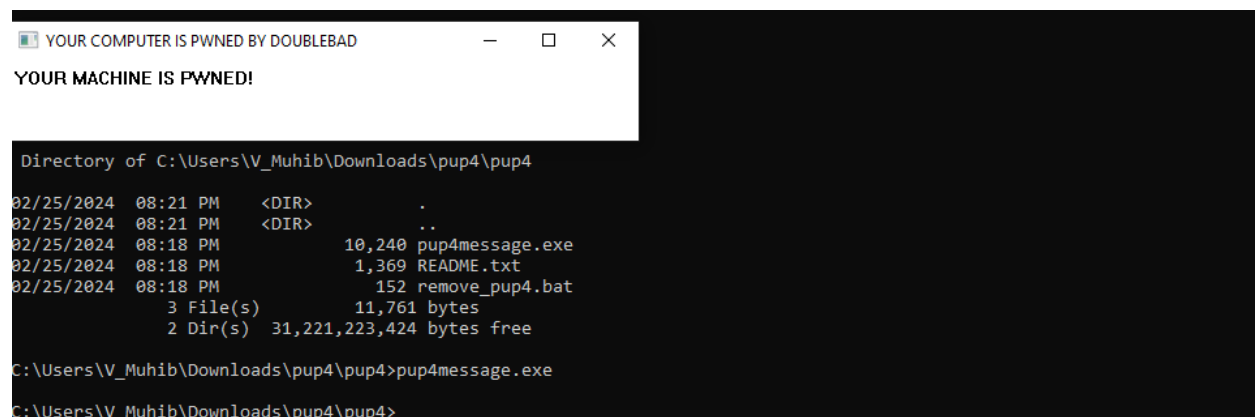 YOUR COMPUTER IS PWNED BY DOUBLEBAD
YOUR MACHINE IS PWNED!
Directory of C:\Users\V_Muhib\Downloads\pup4\pup4
02/25/2024  08:21 PM    <DIR>          .
02/25/2024  08:21 PM    <DIR>          ..
02/25/2024  08:18 PM            10,240 pup4message.exe
02/25/2024  08:18 PM             1,369 README.txt
02/25/2024  08:18 PM               152 remove_pup4.bat
3 File(s)         11,761 bytes
2 Dir(s)  31,221,223,424 bytes free
C:\Users\V_Muhib\Downloads\pup4\pup4>pup4message.exe
C:\Users\V_Muhib\Downloads\pup4\pup4>